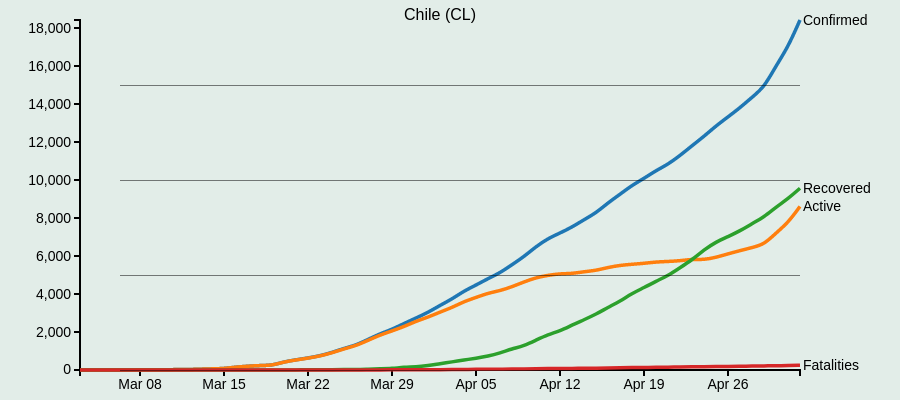 Chile (CL)
18,000
16,000
14,000
12,000
10,000
8,000
6,000
4,000
2,000
0
Confirmed
Recovered
Active
Fatalities
Mar 08 Mar 15 Mar 22 Mar 29 Apr 05 Apr 12 Apr 19 Apr 26